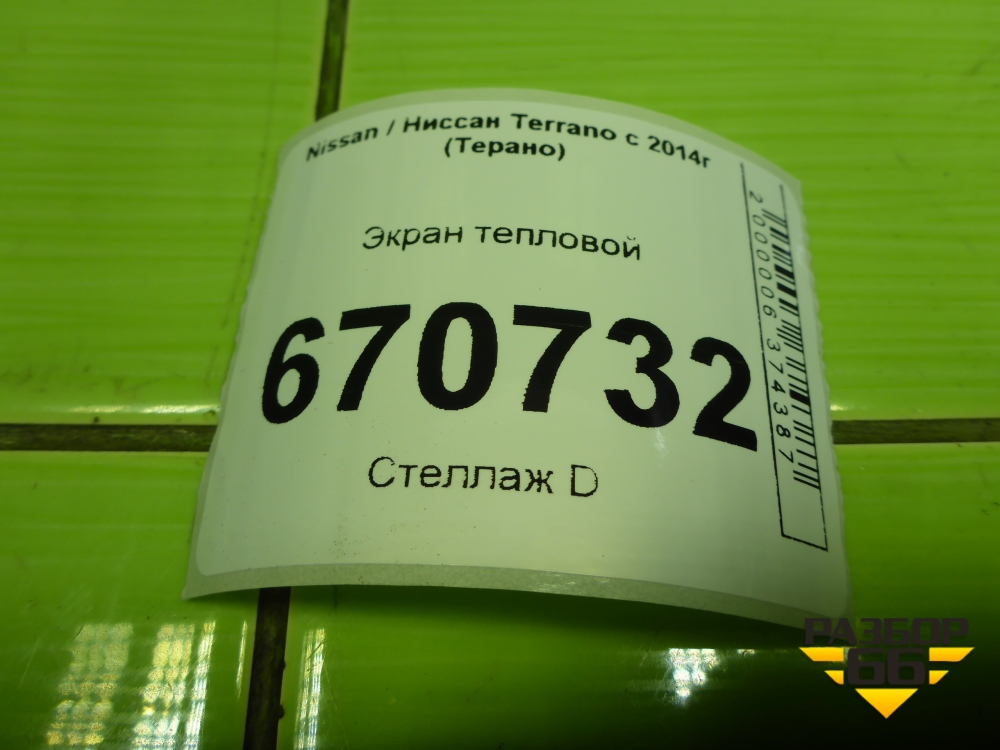 Nissan / Ниссан Terrano с 2014г
(Терано)
Экран тепловой
670732
Стеллаж D
2000006374387
РАЗБОР
66